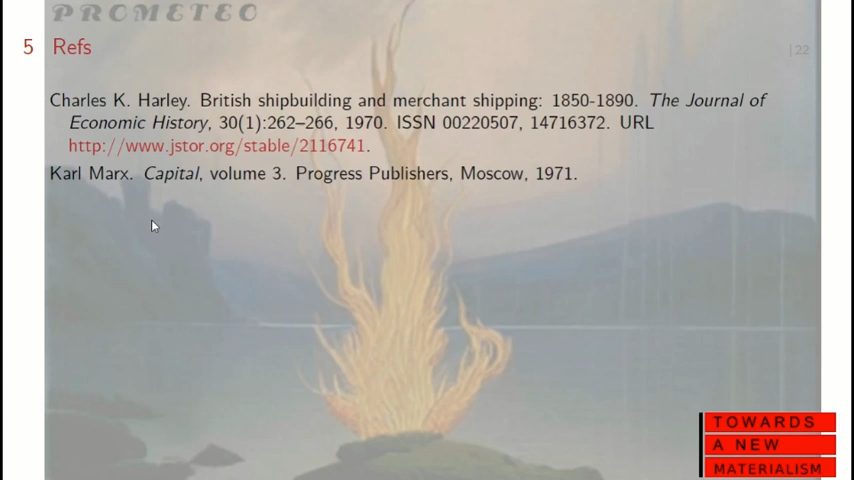 PROMETEO
5 Refs
|22
Charles K. Harley. British shipbuilding and merchant shipping: 1850-1890. The Journal of
Economic History, 30(1):262–266, 1970. ISSN 00220507, 14716372. URL
http://www.jstor.org/stable/2116741.
Karl Marx. Capital, volume 3. Progress Publishers, Moscow, 1971.
TOWARDS
A NEW
MATERIALISM